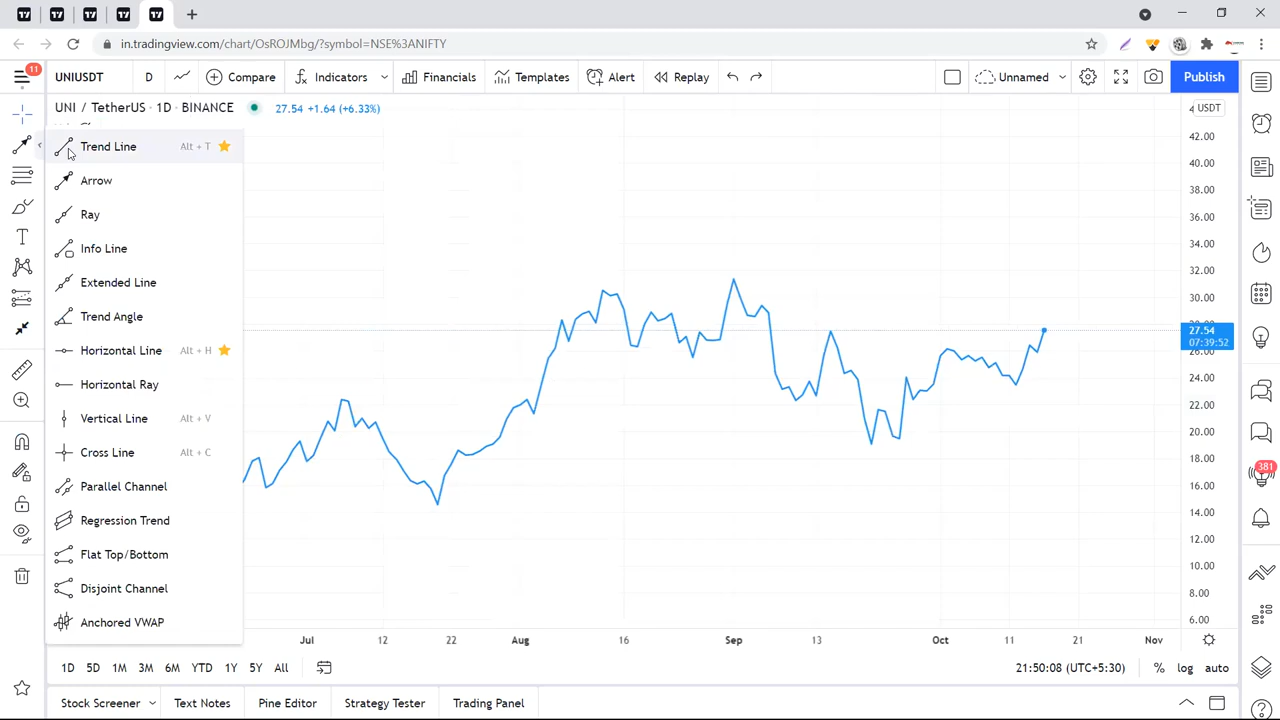 in.tradingview.com/chart/OsROJMbg/?symbol=NSE%3ANIFTY
11
UNIUSDT D Compare Indicators Financials Templates Alert Replay Unnamed Publish
UNI / TetherUS · 1D · BINANCE 27.54 +1.64 (+6.33%)
USDT
Trend Line Alt + T
Arrow
Ray
Info Line
Extended Line
Trend Angle
Horizontal Line Alt + H
Horizontal Ray
Vertical Line Alt + V
Cross Line Alt + C
Parallel Channel
Regression Trend
Flat Top/Bottom
Disjoint Channel
Anchored VWAP
42.00
40.00
38.00
36.00
34.00
32.00
30.00
27.54
07:39:52
26.00
24.00
22.00
20.00
18.00
16.00
14.00
12.00
10.00
8.00
6.00
381
Jul 12 22 Aug 16 Sep 13 Oct 11 21 Nov
1D 5D 1M 3M 6M YTD 1Y 5Y All 21:50:08 (UTC+5:30) % log auto
Stock Screener Text Notes Pine Editor Strategy Tester Trading Panel